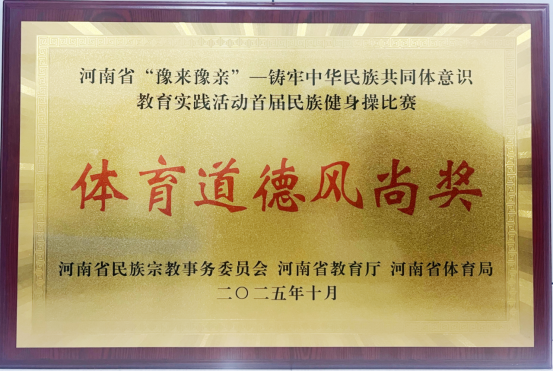 河南省“豫来豫亲”—铸牢中华民族共同体意识
教育实践活动首届民族健身操比赛
体育道德风尚奖
河南省民族宗教事务委员会 河南省教育厅 河南省体育局
二〇二五年十月